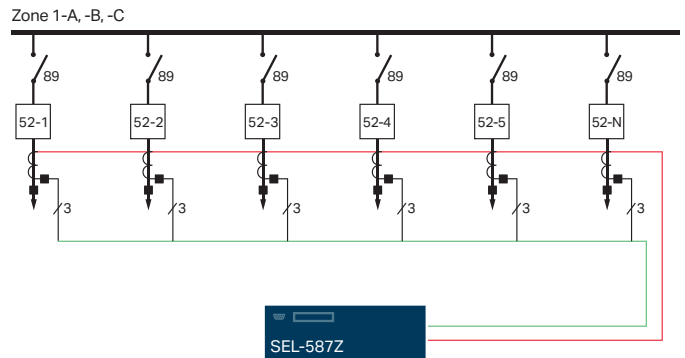 Zone 1-A, -B, -C
89 89 89 89 89 89
52-1 52-2 52-3 52-4 52-5 52-N
3 3 3 3 3 3
SEL-587Z